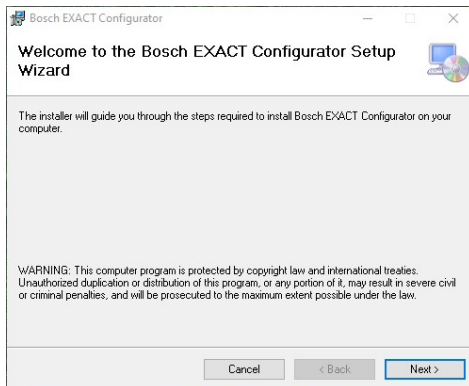 Bosch EXACT Configurator
Welcome to the Bosch EXACT Configurator Setup
Wizard
The installer will guide you through the steps required to install Bosch EXACT Configurator on your
computer.
WARNING: This computer program is protected by copyright law and international treaties.
Unauthorized duplication or distribution of this program, or any portion of it, may result in severe civil
or criminal penalties, and will be prosecuted to the maximum extent possible under the law.
Cancel < Back Next >